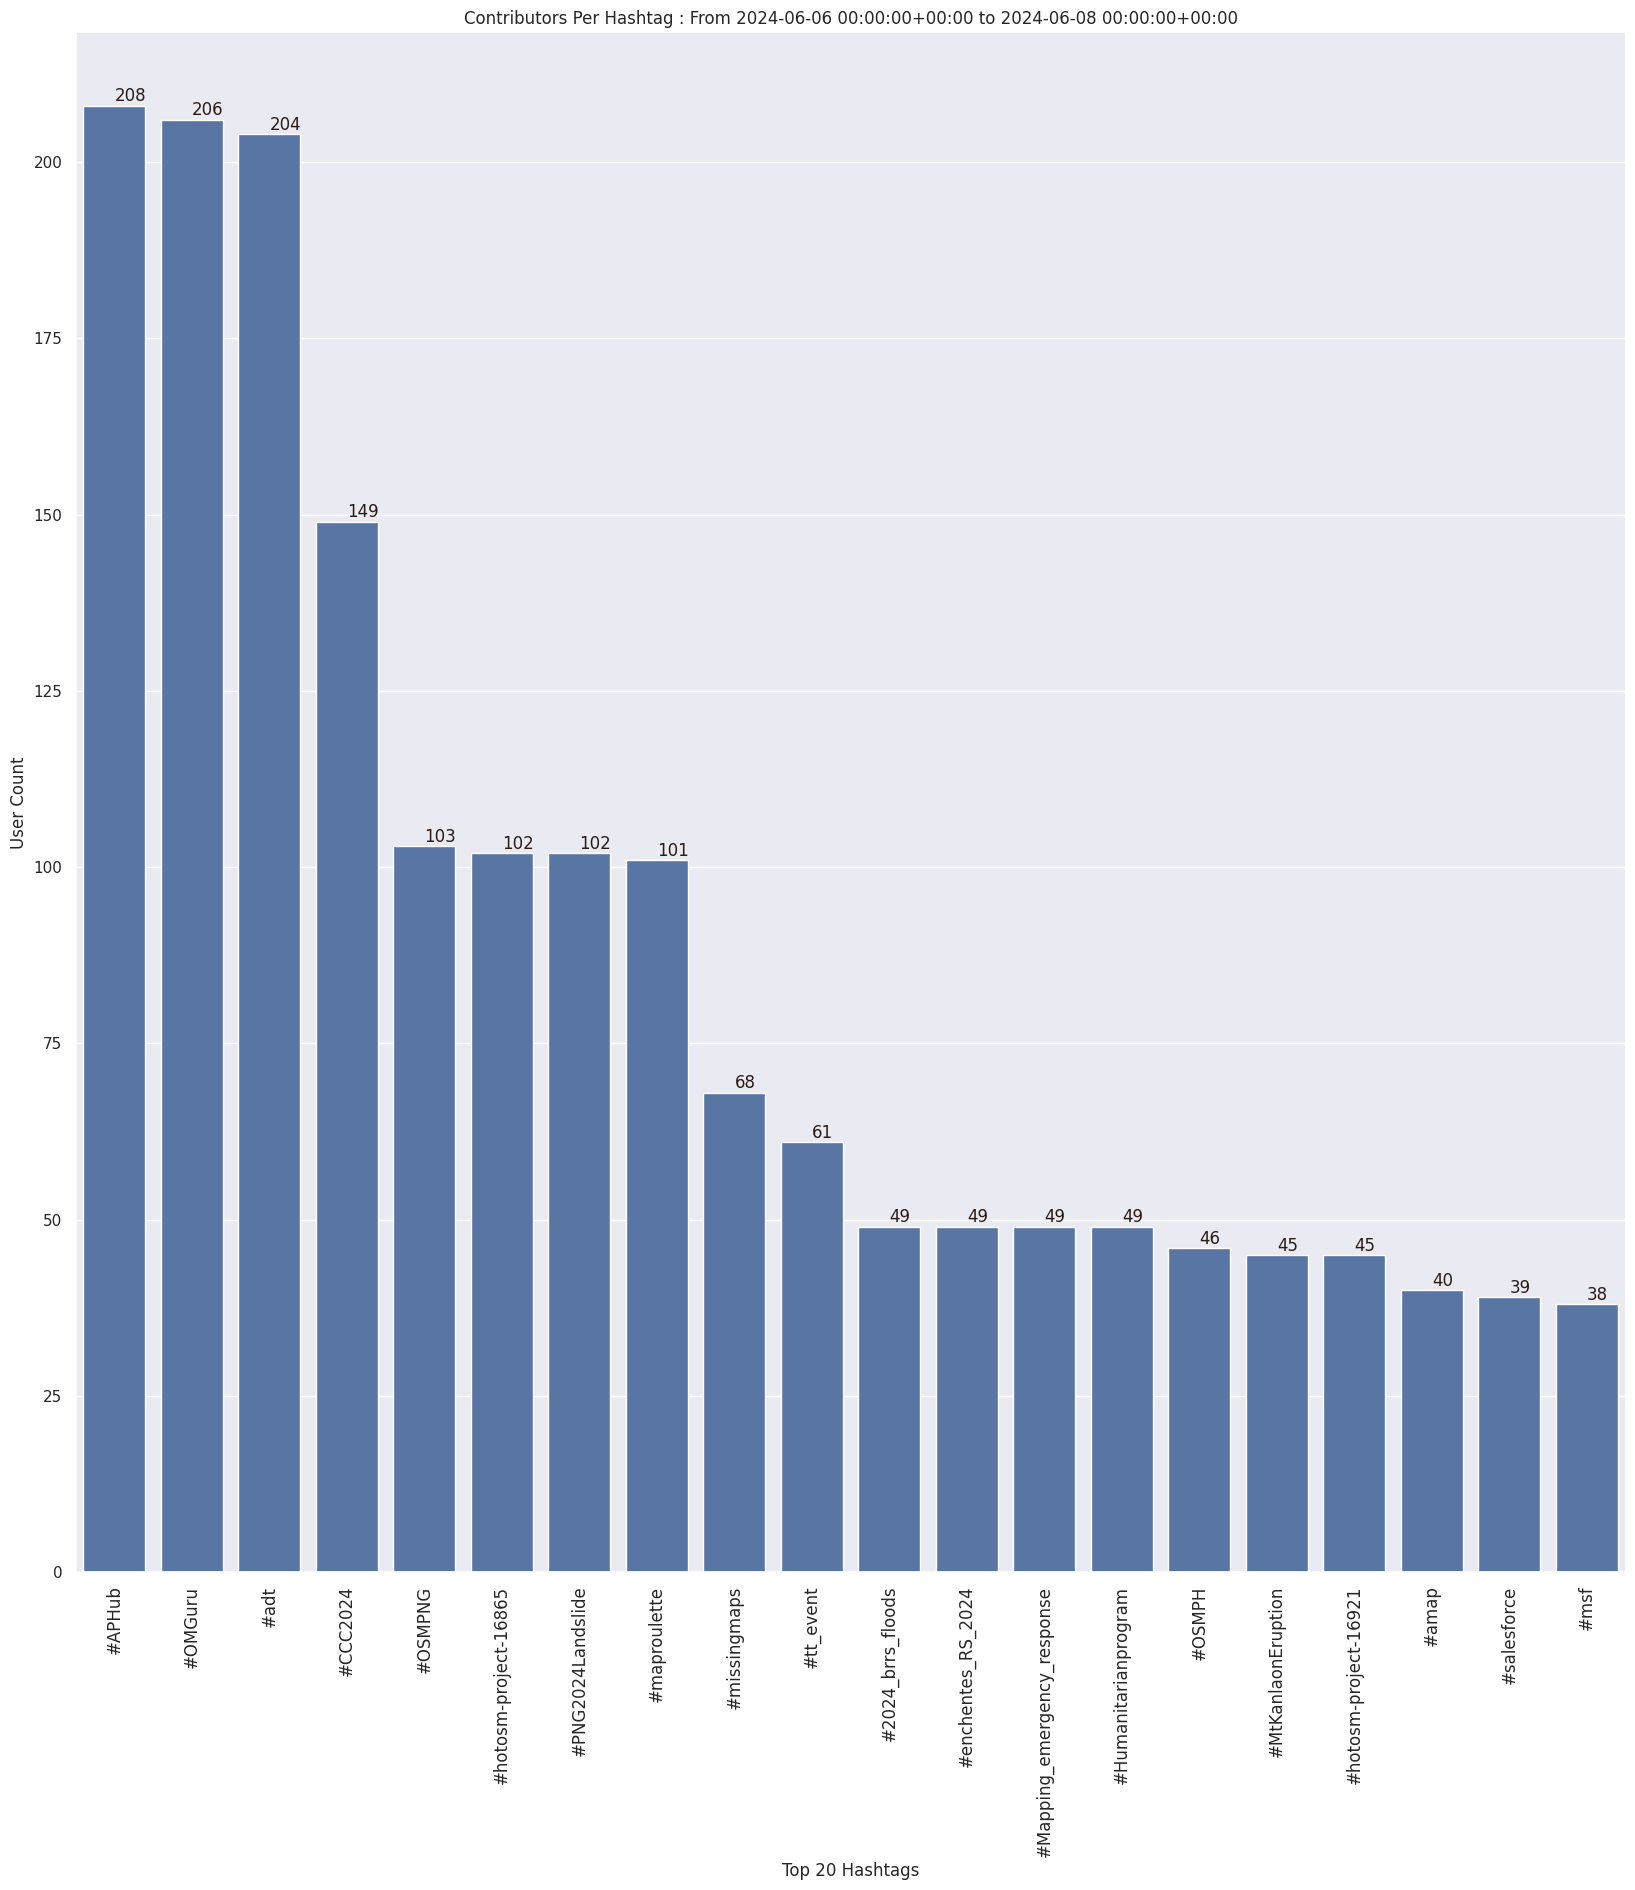 Contributors Per Hashtag : From 2024-06-06 00:00:00+00:00 to 2024-06-08 00:00:00+00:00
User Count
200
175
150
125
100
75
50
25
0
208
206
204
149
103
102
102
101
68
61
49
49
49
49
46
45
45
40
39
38
#APHub
#OMGuru
#adt
#CCC2024
#OSMPNG
#hotosm-project-16865
#PNG2024Landslide
#maproulette
#missingmaps
#tt_event
#2024_brrs_floods
#enchentes_RS_2024
#Mapping_emergency_response
#Humanitarianprogram
#OSMPH
#MtKanlaonEruption
#hotosm-project-16921
#amap
#salesforce
#msf
Top 20 Hashtags